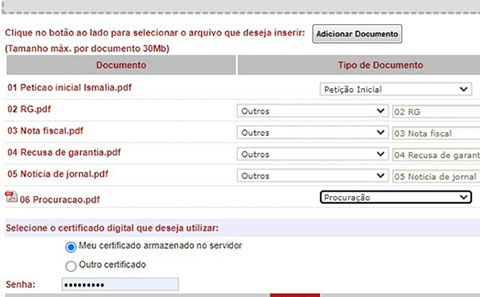 Clique no botão ao lado para selecionar o arquivo que deseja inserir: Adicionar Documento
(Tamanho máx. por documento 30Mb)
Documento Tipo de Documento
01 Peticao inicial Ismalia.pdf Petição Inicial
02 RG.pdf Outros 02 RG
03 Nota fiscal.pdf Outros 03 Nota fiscal
04 Recusa de garantia.pdf Outros 04 Recusa de garant
05 Noticia de jornal.pdf Outros 05 Noticia de jornal
06 Procuracao.pdf Procuração
Selecione o certificado digital que deseja utilizar:
Meu certificado armazenado no servidor
Outro certificado
Senha: •••••••••